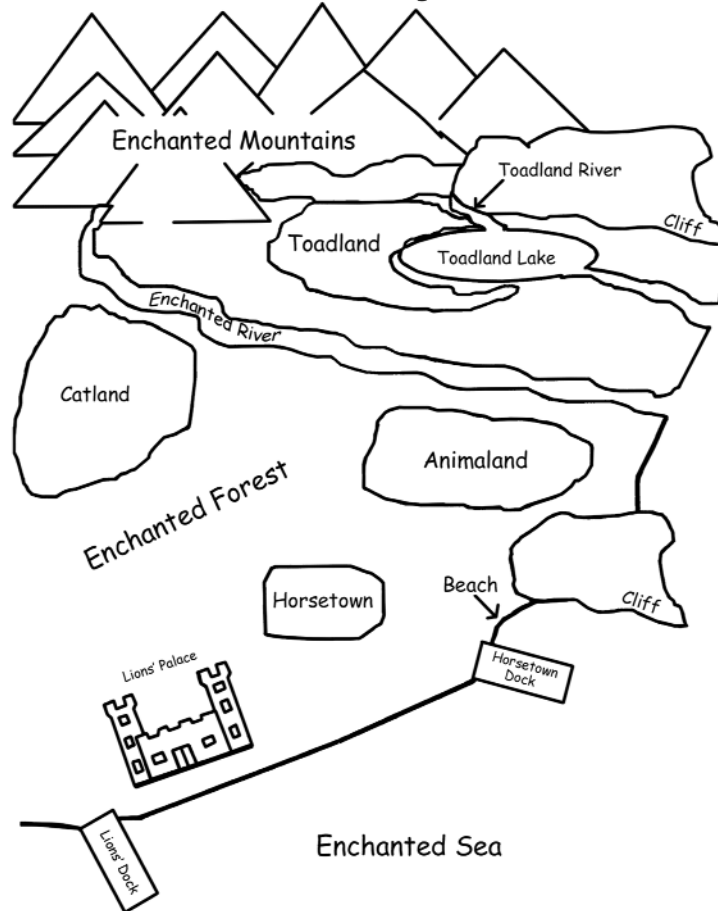 Enchanted Mountains
Toadland River
Cliff
Toadland
Toadland Lake
Enchanted River
Catland
Animaland
Enchanted Forest
Beach
Horsetown
Cliff
Lions' Palace
Horsetown
Dock
Lions' Dock
Enchanted Sea